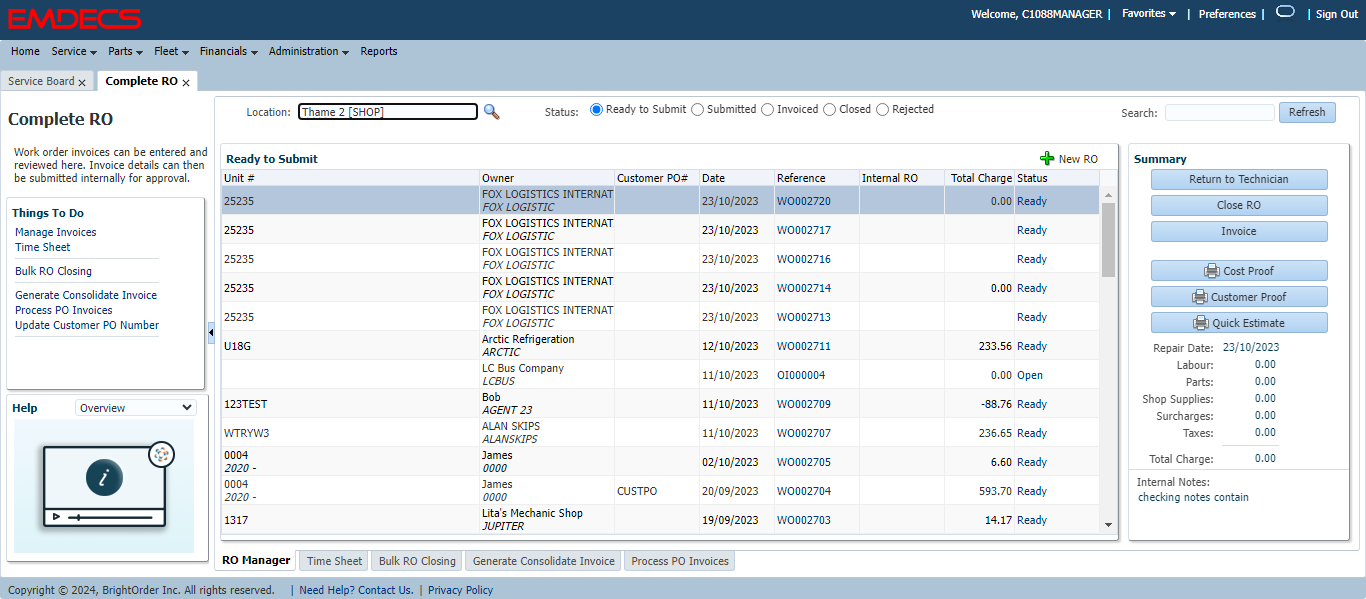 EMDECS
Welcome, C1088MANAGER | Favorites | Preferences | | Sign Out
Home Service Parts Fleet Financials Administration Reports
Service Board x Complete RO x
Complete RO
Work order invoices can be entered and
reviewed here. Invoice details can then
be submitted internally for approval.
Things To Do
Manage Invoices
Time Sheet
Bulk RO Closing
Generate Consolidate Invoice
Process PO Invoices
Update Customer PO Number
Help Overview
i
Location: Thame 2 [SHOP] Status: Ready to Submit Submitted Invoiced Closed Rejected Search: Refresh
Ready to Submit New RO
Unit # Owner Customer PO# Date Reference Internal RO Total Charge Status
25235 FOX LOGISTICS INTERNAT 23/10/2023 WO002720 0.00 Ready
FOX LOGISTIC
25235 FOX LOGISTICS INTERNAT 23/10/2023 WO002717 Ready
FOX LOGISTIC
25235 FOX LOGISTICS INTERNAT 23/10/2023 WO002716 Ready
FOX LOGISTIC
25235 FOX LOGISTICS INTERNAT 23/10/2023 WO002714 0.00 Ready
FOX LOGISTIC
25235 FOX LOGISTICS INTERNAT 23/10/2023 WO002713 Ready
FOX LOGISTIC
U18G Arctic Refrigeration 12/10/2023 WO002711 233.56 Ready
ARCTIC
LC Bus Company 11/10/2023 OI000004 0.00 Open
LCBUS
123TEST Bob 11/10/2023 WO002709 -88.76 Ready
AGENT 23
WTRYW3 ALAN SKIPS 11/10/2023 WO002707 236.65 Ready
ALANSKIPS
0004 James 02/10/2023 WO002705 6.60 Ready
2020 - 0000
0004 James CUSTPO 20/09/2023 WO002704 593.70 Ready
2020 - 0000
1317 Lita's Mechanic Shop 19/09/2023 WO002703 14.17 Ready
JUPITER
RO Manager Time Sheet Bulk RO Closing Generate Consolidate Invoice Process PO Invoices
Summary
Return to Technician
Close RO
Invoice
Cost Proof
Customer Proof
Quick Estimate
Repair Date: 23/10/2023
Labour: 0.00
Parts: 0.00
Shop Supplies: 0.00
Surcharges: 0.00
Taxes: 0.00
Total Charge: 0.00
Internal Notes:
checking notes contain
Copyright © 2024, BrightOrder Inc. All rights reserved. | Need Help? Contact Us. | Privacy Policy